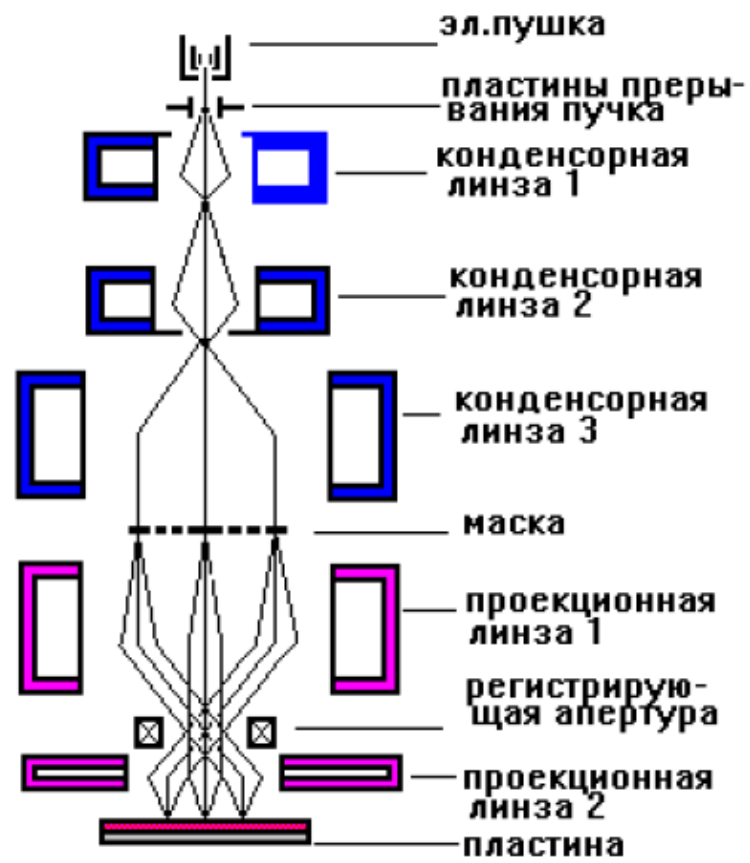 эл.пушка
пластины преры-
вания пучка
конденсорная
линза 1
конденсорная
линза 2
конденсорная
линза 3
маска
проекционная
линза 1
регистрирую-
щая апертура
проекционная
линза 2
пластина